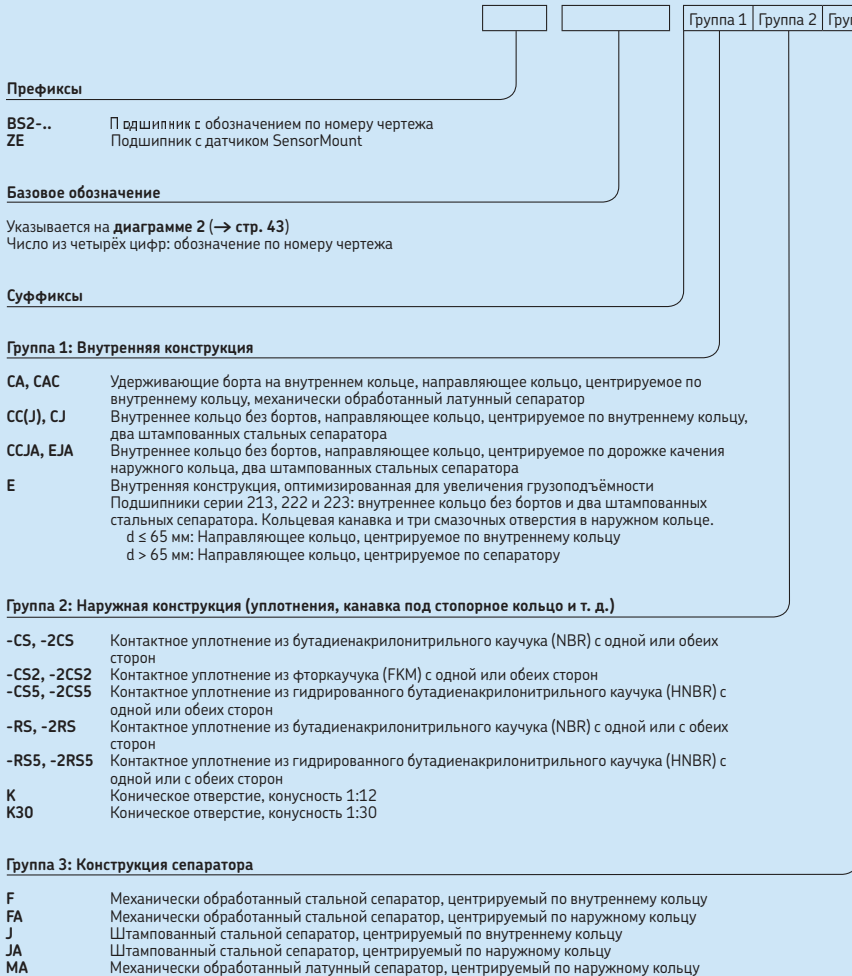 Группа 1 Группа 2
Префиксы
BS2-.. Подшипник с обозначением по номеру чертежа
ZE Подшипник с датчиком SensorMount
Базовое обозначение
Указывается на диаграмме 2 (→ стр. 43)
Число из четырёх цифр: обозначение по номеру чертежа
Суффиксы
Группа 1: Внутренняя конструкция
CA, CAC Удерживающие борта на внутреннем кольце, направляющее кольцо, центрируемое по
внутреннему кольцу, механически обработанный латунный сепаратор
CC(J), CJ Внутреннее кольцо без бортов, направляющее кольцо, центрируемое по внутреннему кольцу,
два штампованных стальных сепаратора
CCJA, EJA Внутреннее кольцо без бортов, направляющее кольцо, центрируемое по дорожке качения
наружного кольца, два штампованных стальных сепаратора
E Внутренняя конструкция, оптимизированная для увеличения грузоподъёмности
Подшипники серии 213, 222 и 223: внутреннее кольцо без бортов и два штампованных
стальных сепаратора. Кольцевая канавка и три смазочных отверстия в наружном кольце.
d ≤ 65 мм: Направляющее кольцо, центрируемое по внутреннему кольцу
d > 65 мм: Направляющее кольцо, центрируемое по сепаратору
Группа 2: Наружная конструкция (уплотнения, канавка под стопорное кольцо и т. д.)
-CS, -2CS Контактное уплотнение из бутадиенакрилонитрильного каучука (NBR) с одной или обеих
сторон
-CS2, -2CS2 Контактное уплотнение из фторкаучука (FKM) с одной или обеих сторон
-CS5, -2CS5 Контактное уплотнение из гидрированного бутадиенакрилонитрильного каучука (HNBR) с
одной или обеих сторон
-RS, -2RS Контактное уплотнение из бутадиенакрилонитрильного каучука (NBR) с одной или с обеих
сторон
-RS5, -2RS5 Контактное уплотнение из гидрированного бутадиенакрилонитрильного каучука (HNBR) с
одной или с обеих сторон
K Коническое отверстие, конусность 1:12
K30 Коническое отверстие, конусность 1:30
Группа 3: Конструкция сепаратора
F Механически обработанный стальной сепаратор, центрируемый по внутреннему кольцу
FA Механически обработанный стальной сепаратор, центрируемый по наружному кольцу
J Штампованный стальной сепаратор, центрируемый по внутреннему кольцу
JA Штампованный стальной сепаратор, центрируемый по наружному кольцу
MA Механически обработанный латунный сепаратор, центрируемый по наружному кольцу